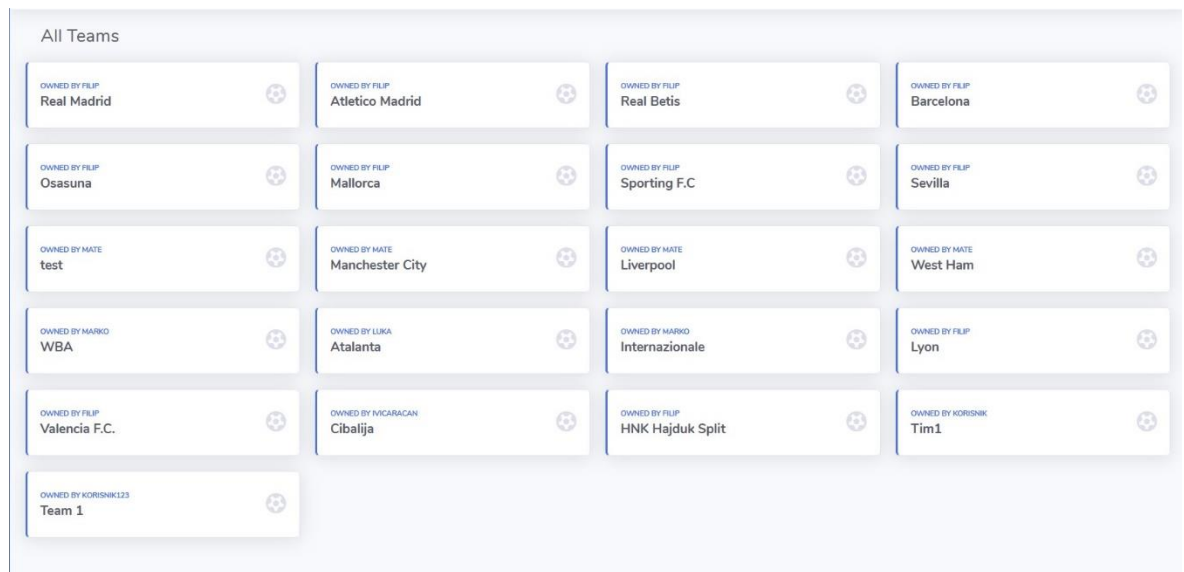 All Teams
OWNED BY FILIP
Real Madrid
OWNED BY FILIP
Atletico Madrid
OWNED BY FILIP
Real Betis
OWNED BY FILIP
Barcelona
OWNED BY FILIP
Osasuna
OWNED BY FILIP
Mallorca
OWNED BY FILIP
Sporting F.C
OWNED BY FILIP
Sevilla
OWNED BY MATE
test
OWNED BY MATE
Manchester City
OWNED BY MATE
Liverpool
OWNED BY MATE
West Ham
OWNED BY MARKO
WBA
OWNED BY LUKA
Atalanta
OWNED BY MARKO
Internazionale
OWNED BY FILIP
Lyon
OWNED BY FILIP
Valencia F.C.
OWNED BY IVICARACAN
Cibalija
OWNED BY FILIP
HNK Hajduk Split
OWNED BY KORISNIK
Tim1
OWNED BY KORISNIK123
Team 1